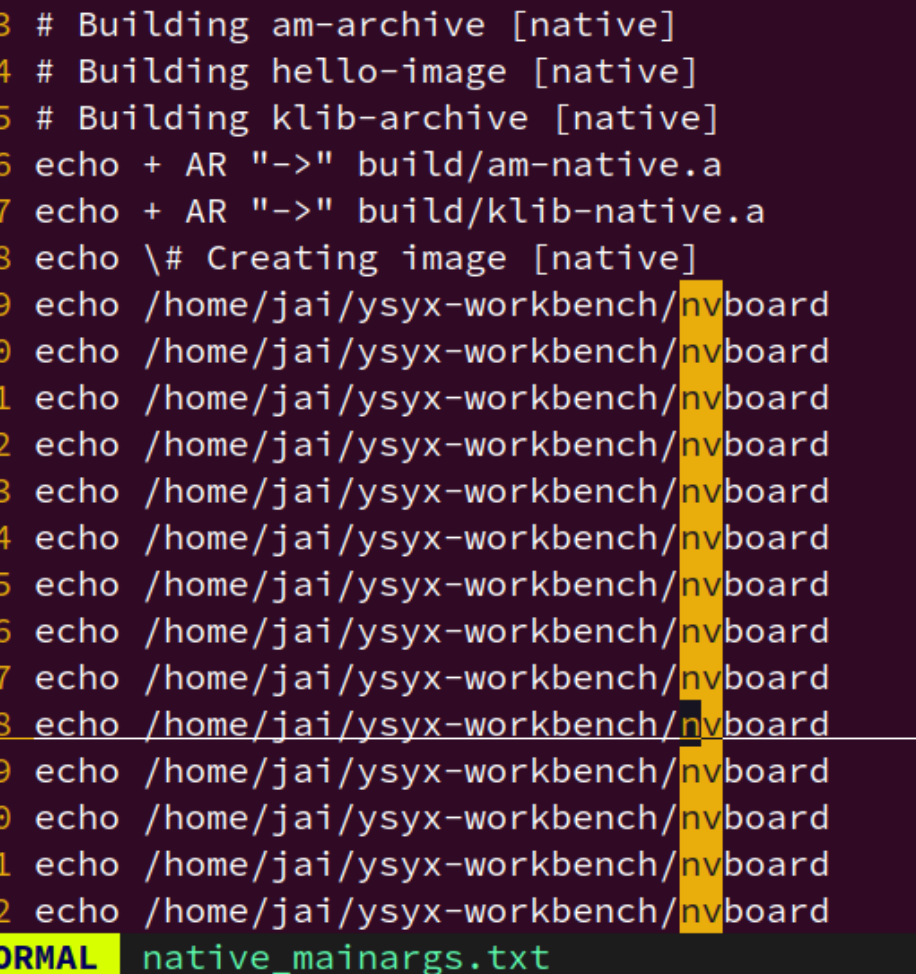 3 # Building am-archive [native]
4 # Building hello-image [native]
5 # Building klib-archive [native]
6 echo + AR "->" build/am-native.a
7 echo + AR "->" build/klib-native.a
8 echo \# Creating image [native]
9 echo /home/jai/ysyx-workbench/nvboard
0 echo /home/jai/ysyx-workbench/nvboard
1 echo /home/jai/ysyx-workbench/nvboard
2 echo /home/jai/ysyx-workbench/nvboard
3 echo /home/jai/ysyx-workbench/nvboard
4 echo /home/jai/ysyx-workbench/nvboard
5 echo /home/jai/ysyx-workbench/nvboard
6 echo /home/jai/ysyx-workbench/nvboard
7 echo /home/jai/ysyx-workbench/nvboard
8 echo /home/jai/ysyx-workbench/nvboard
9 echo /home/jai/ysyx-workbench/nvboard
0 echo /home/jai/ysyx-workbench/nvboard
1 echo /home/jai/ysyx-workbench/nvboard
2 echo /home/jai/ysyx-workbench/nvboard
ORMAL native_mainargs.txt